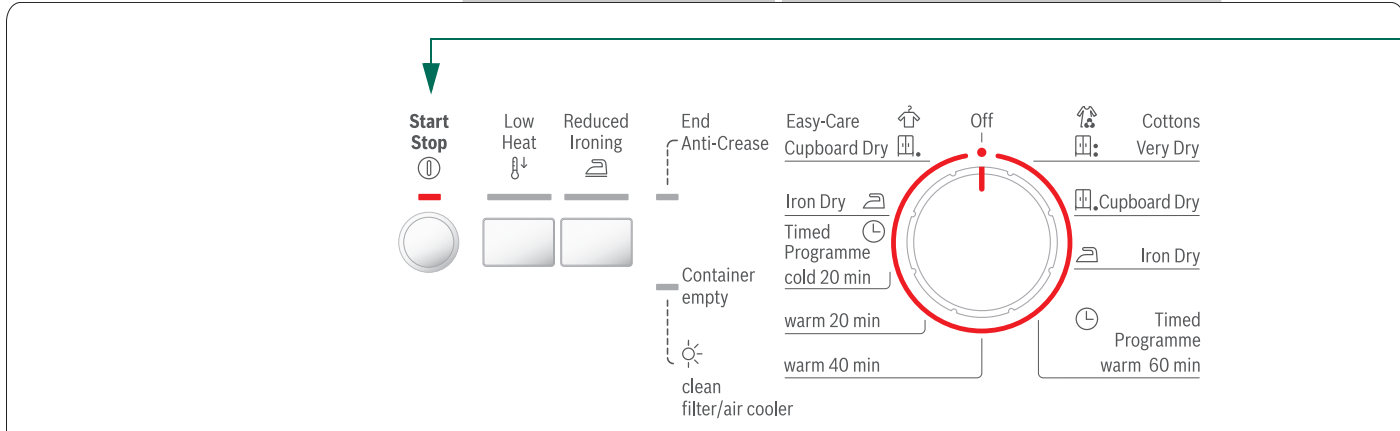 Start
Stop
Low
Heat
Reduced
Ironing
End
Anti-Crease
Container
empty
clean
filter/air cooler
Easy-Care
Cupboard Dry
Iron Dry
Timed
Programme
cold 20 min
warm 20 min
warm 40 min
Off
Cottons
Very Dry
Cupboard Dry
Iron Dry
Timed
Programme
warm 60 min